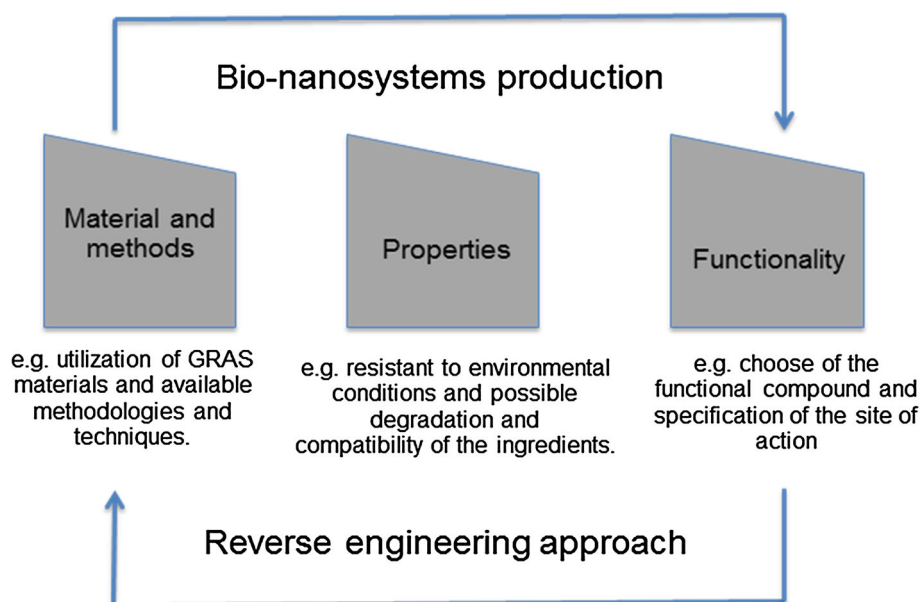 Bio-nanosystems production
Material and
methods
Properties
Functionality
e.g. utilization of GRAS
materials and available
methodologies and
techniques.
e.g. resistant to environmental
conditions and possible
degradation and
compatibility of the ingredients.
e.g. choose of the
functional compound and
specification of the site of
action
Reverse engineering approach